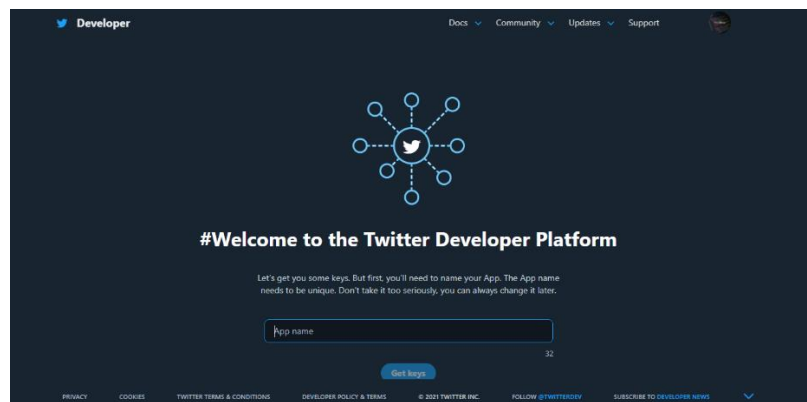 Developer
Docs Community Updates Support
#Welcome to the Twitter Developer Platform
Let's get you some keys. But first, you'll need to name your App. The App name
needs to be unique. Don't take it too seriously, you can always change it later.
App name
32
Get keys
PRIVACY COOKIES TWITTER TERMS & CONDITIONS DEVELOPER POLICY & TERMS © 2021 TWITTER INC. FOLLOW @TWITTERDEV SUBSCRIBE TO DEVELOPER NEWS